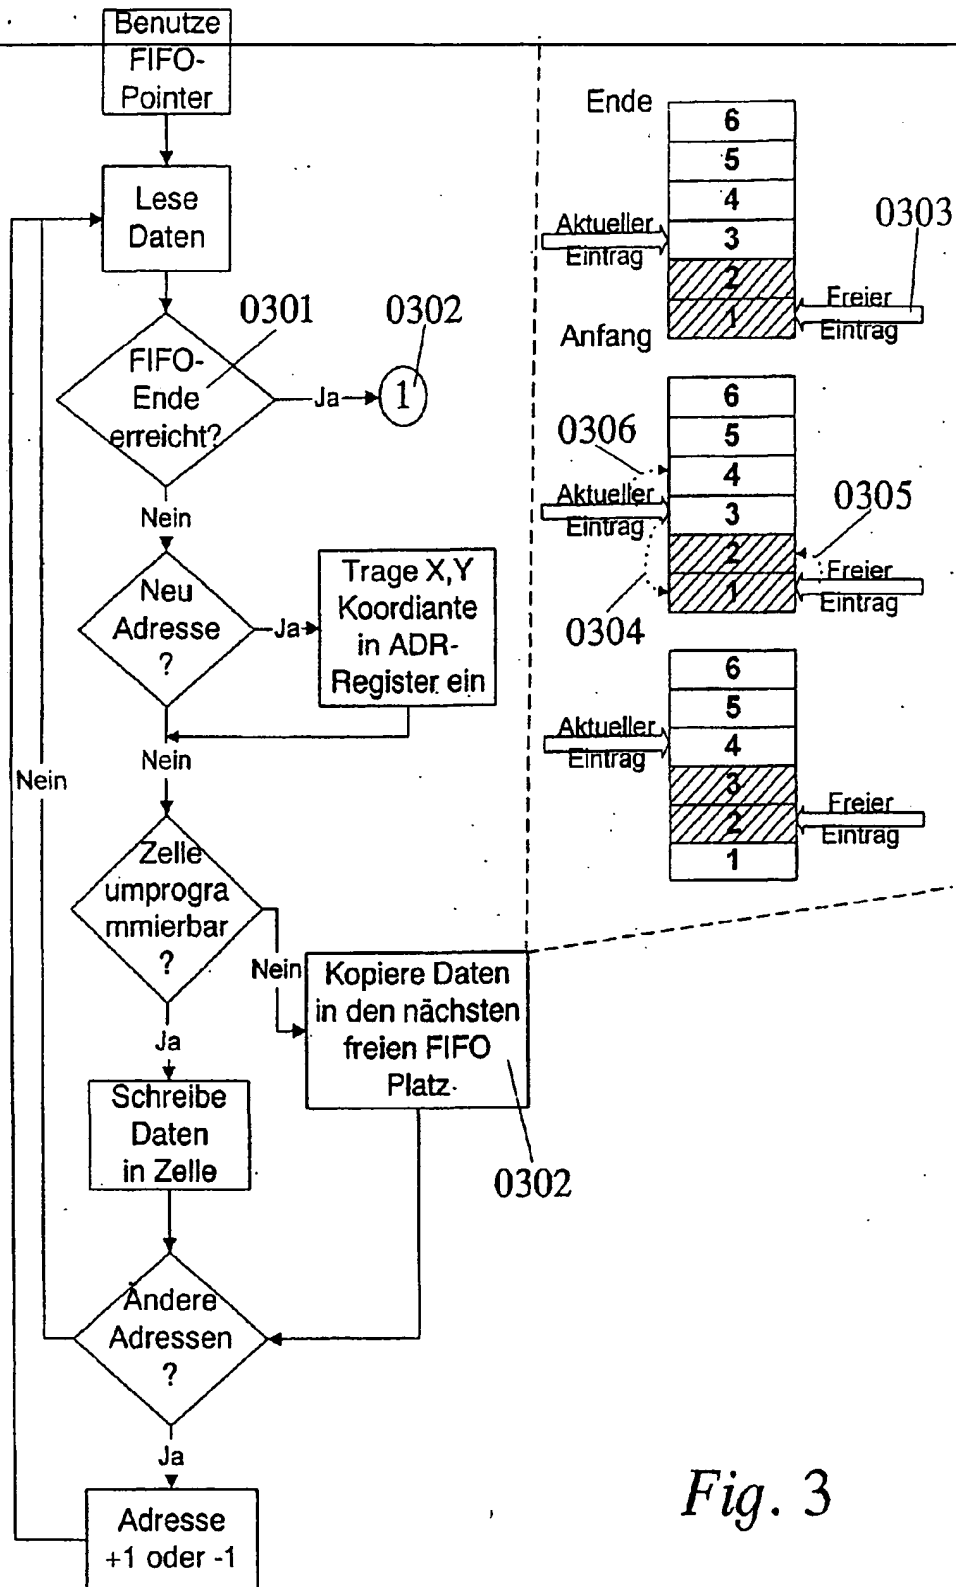 Benutze
FIFO-
Pointer
Lese
Daten
0301
0302
FIFO-
Ende
erreicht?
Ja
1
Nein
Neu
Adresse
?
Ja
Trage X,Y
Koordiante
in ADR-
Register ein
Nein
Nein
Zelle
umprogra
mmierbar
?
Nein
Kopiere Daten
in den nächsten
freien FIFO
Platz
0302
Ja
Schreibe
Daten
in Zelle
Ändere
Adressen
?
Ja
Adresse
+1 oder -1
Ende
6
5
4
3
2
1
Aktueller
Eintrag
0303
Freier
Eintrag
Anfang
6
5
4
3
2
1
0306
Aktueller
Eintrag
0305
0304
Freier
Eintrag
6
5
4
3
2
1
Aktueller
Eintrag
Freier
Eintrag
Fig. 3